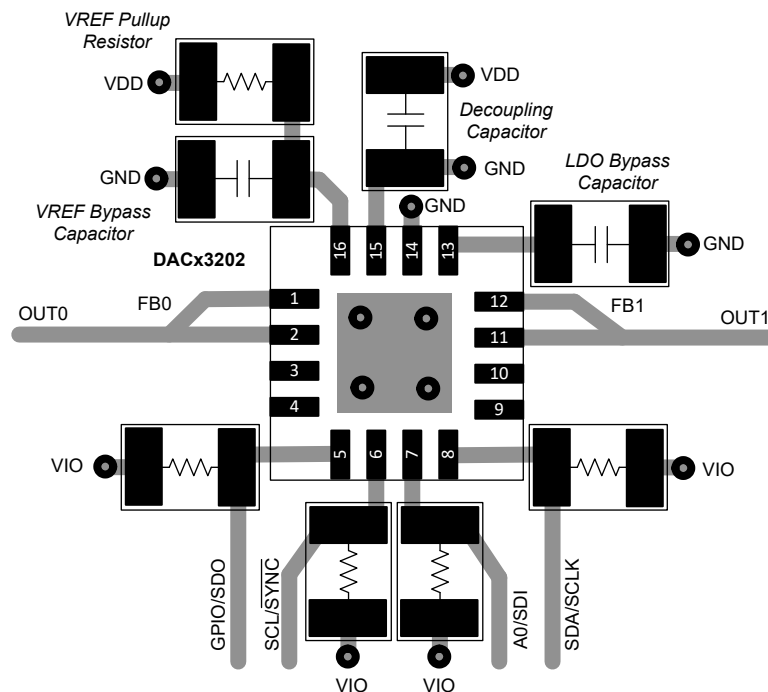 VREF Pullup
Resistor
VDD
VDD
Decoupling
Capacitor
GND
GND
VREF Bypass
Capacitor
GND
LDO Bypass
Capacitor
GND
DACx3202
16
15
14
13
FB0
OUT0
1
2
3
4
12
11
10
9
FB1
OUT1
5
6
7
8
VIO
VIO
GPIO/SDO
SCL/S̅Y̅N̅C̅
A0/SDI
SDA/SCLK
VIO
VIO